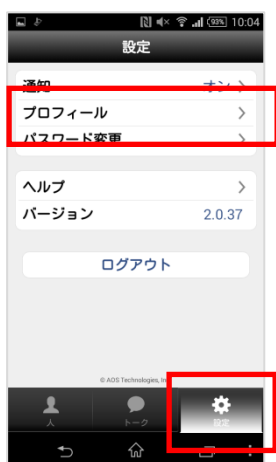 93% 10:04
設定
通知 オン
プロフィール
パスワード変更
ヘルプ
バージョン 2.0.37
ログアウト
© AOS Technologies, In
人 トーク 設定